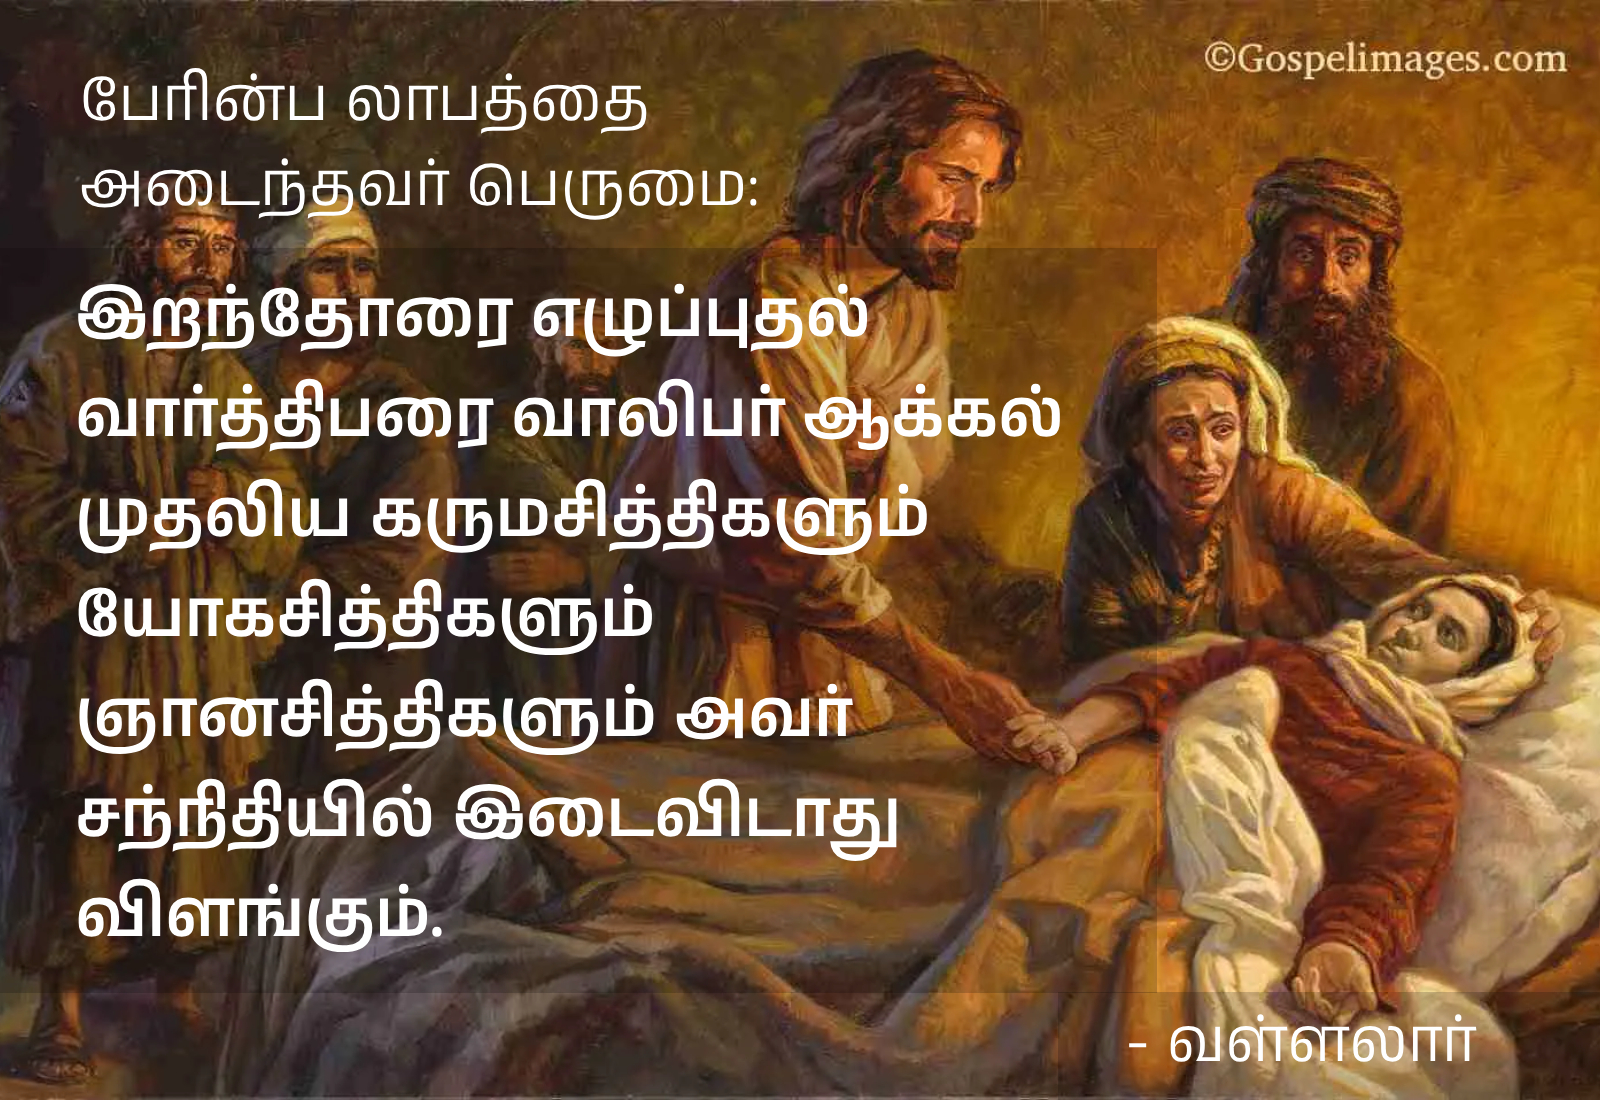 ©Gospelimages.com
பேரின்ப லாபத்தை
அடைந்தவர் பெருமை:
இறந்தோரை எழுப்புதல்
வார்த்திபரை வாலிபர் ஆக்கல்
முதலிய கருமசித்திகளும்
யோகசித்திகளும்
ஞானசித்திகளும் அவர்
சந்நிதியில் இடைவிடாது
விளங்கும்.
- வள்ளலார்